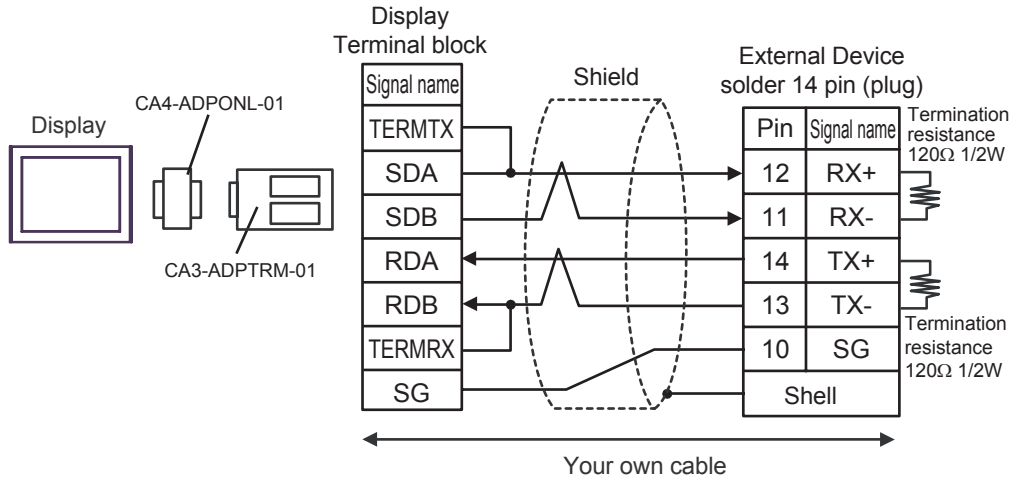 Display
Terminal block
Shield
External Device
solder 14 pin (plug)
CA4-ADPONL-01
Display
CA3-ADPTRM-01
Signal name
TERMTX
SDA
SDB
RDA
RDB
TERMRX
SG
Pin Signal name
12 RX+
11 RX-
14 TX+
13 TX-
10 SG
Shell
Termination
resistance
120Ω 1/2W
Termination
resistance
120Ω 1/2W
Your own cable